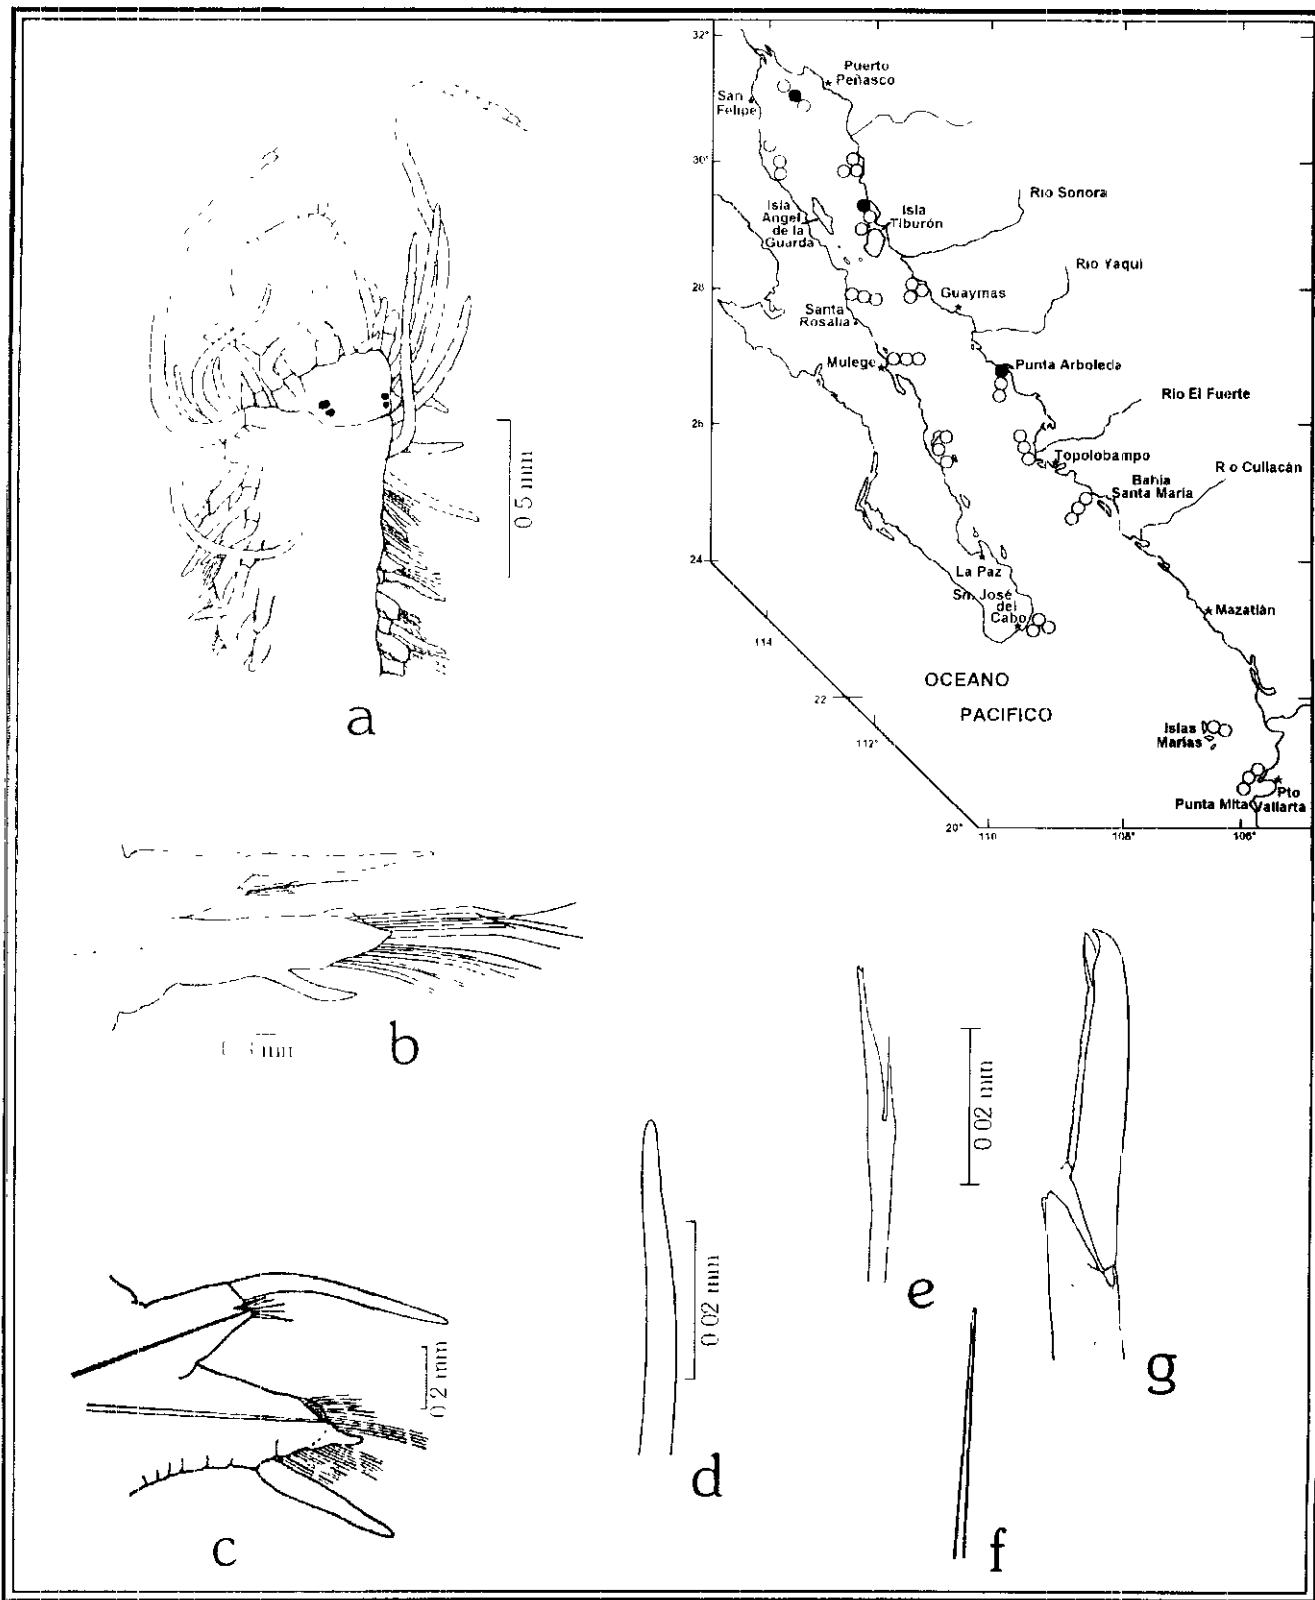 32°
Puerto
Peñasco
San
Felipe
30°
Isla
Angel
de la
Guarda
Isla
Tiburón
Rio Sonora
28
Rio Yaqui
Guaymas
Santa
Rosalia
Mulege
Punta Arboleda
Rio El Fuerte
26
Topolobampo
R o Culiacán
Bahia
Santa María
24
La Paz
Sn. José
del
Cabo
Mazatlán
114
OCEANO
PACIFICO
22
112°
Islas
Marías
Pto
Punta Mita Vallarta
20°
110
108°
106°
0 5 mm
a
mm
b
0 2 mm
c
0 02 mm
d
0 02 mm
e
f
g